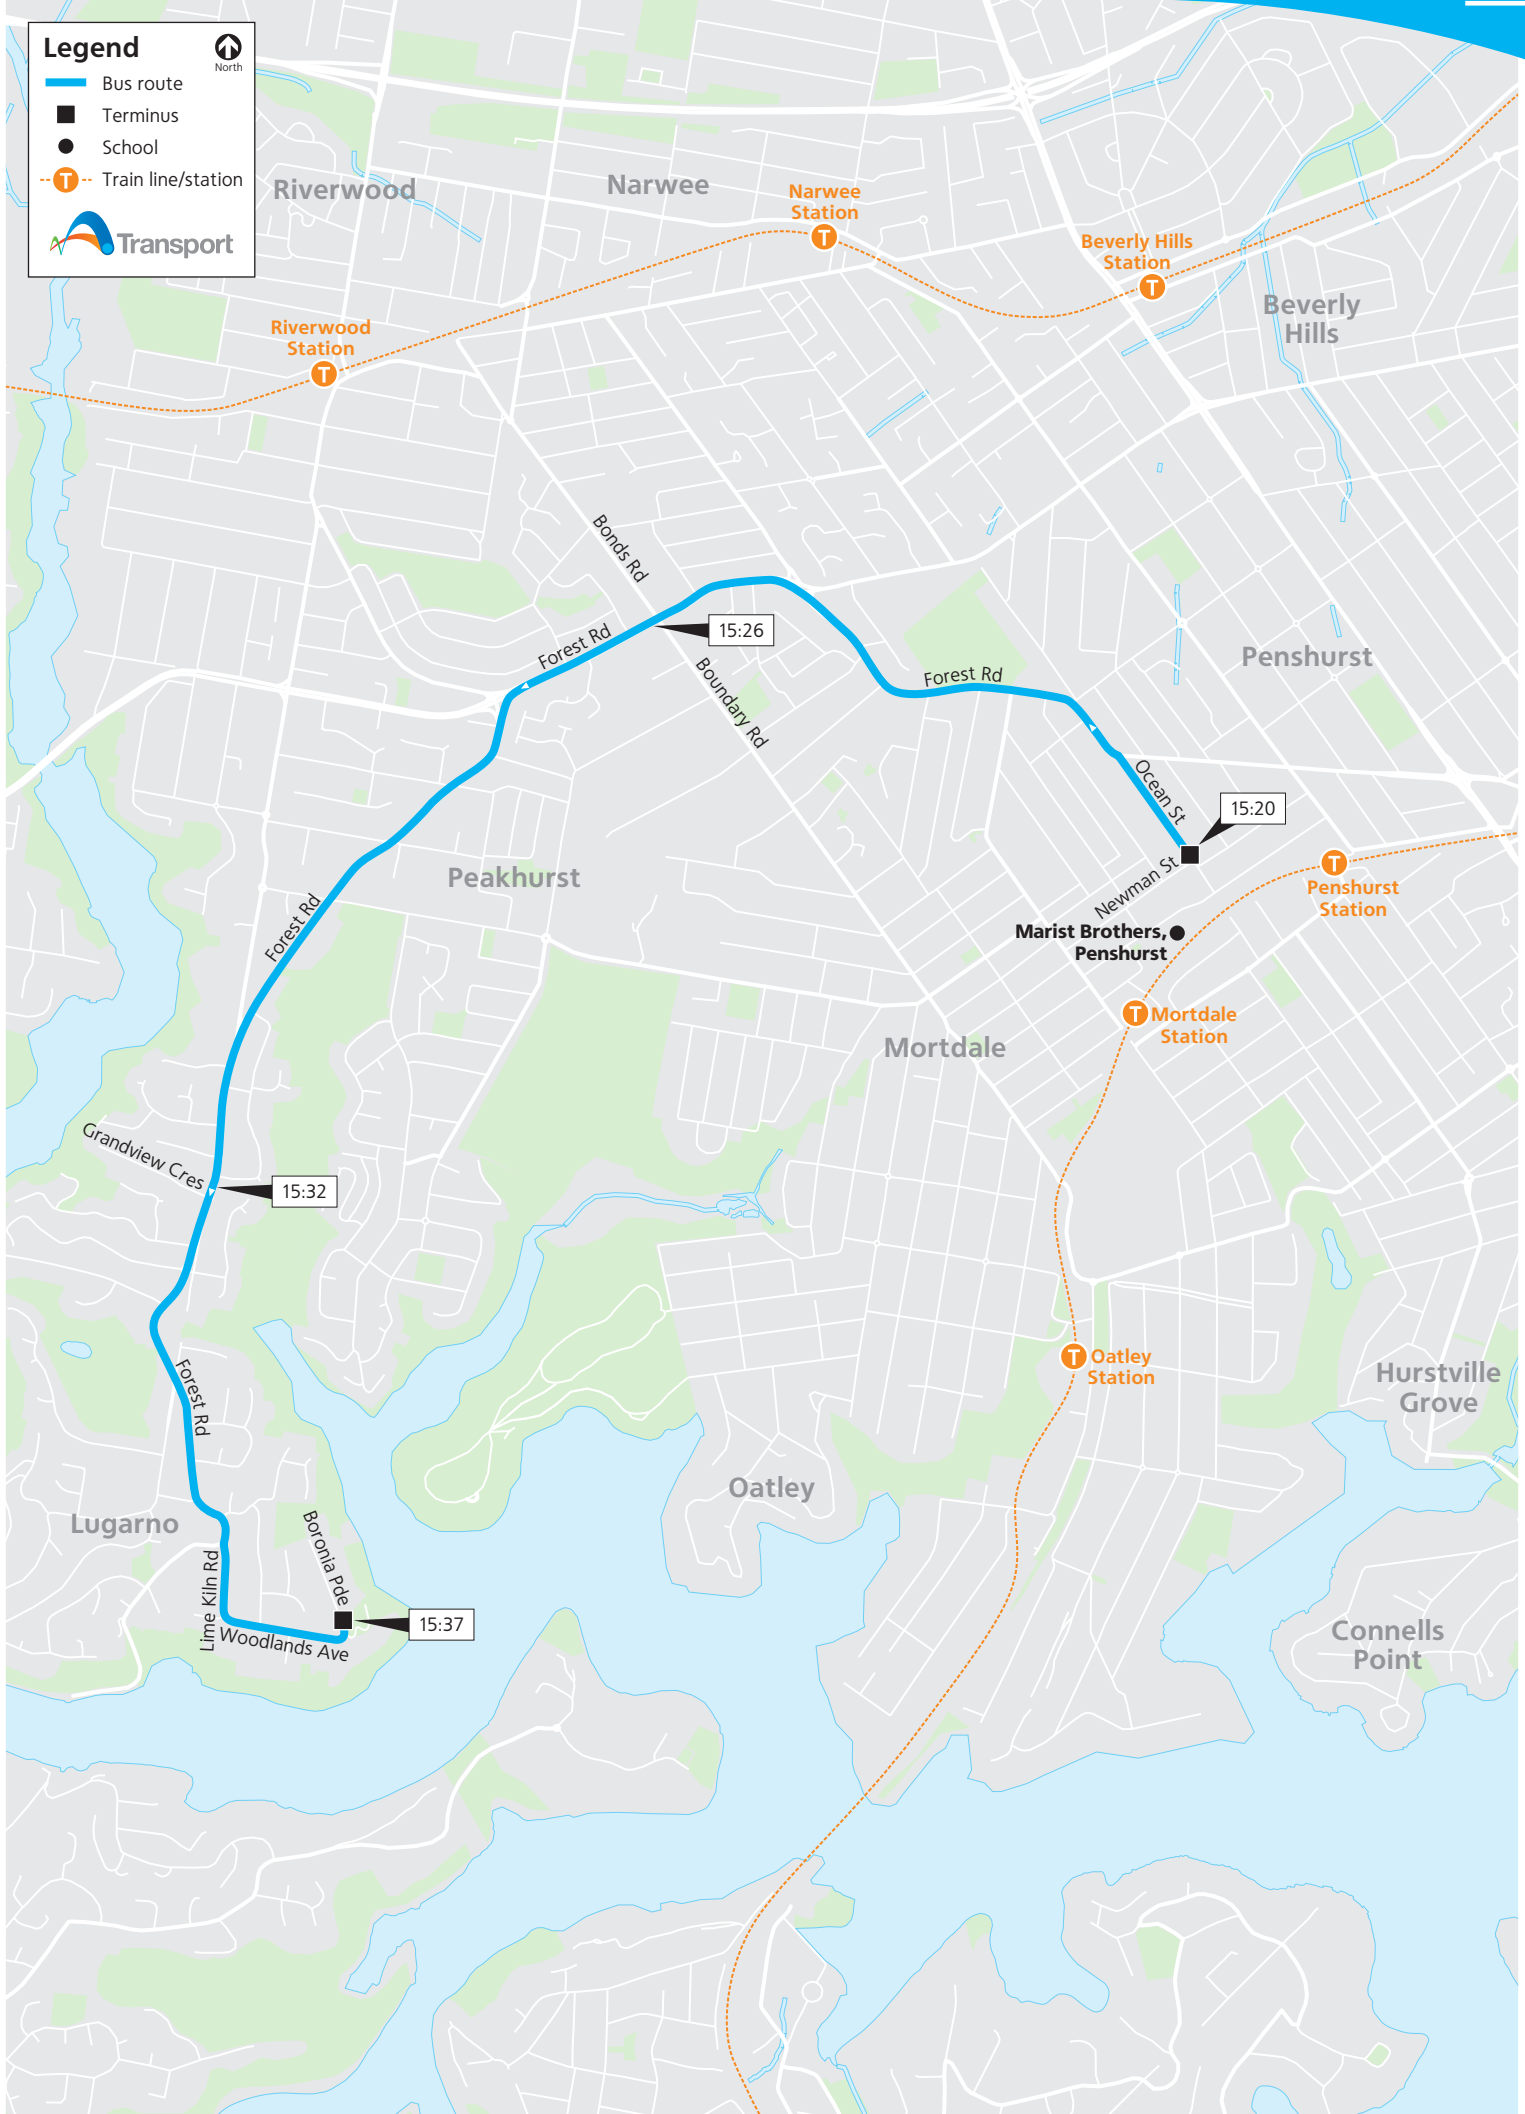 Legend
North
Bus route
Terminus
School
T
Train line/station
Transport
Riverwood
Narwee
Narwee
Station
T
Beverly Hills
Station
T
Beverly
Hills
Riverwood
Station
T
Bonds Rd
15:26
Forest Rd
Boundary Rd
Forest Rd
Penshurst
Ocean St
15:20
Newman St
T
Penshurst
Station
Marist Brothers,
Penshurst
Peakhurst
Forest Rd
T
Mortdale
Station
Mortdale
Grandview Cres
15:32
Forest Rd
T
Oatley
Station
Hurstville
Grove
Oatley
Lugarno
Boronia Pde
Lime Kiln Rd
15:37
Woodlands Ave
Connells
Point